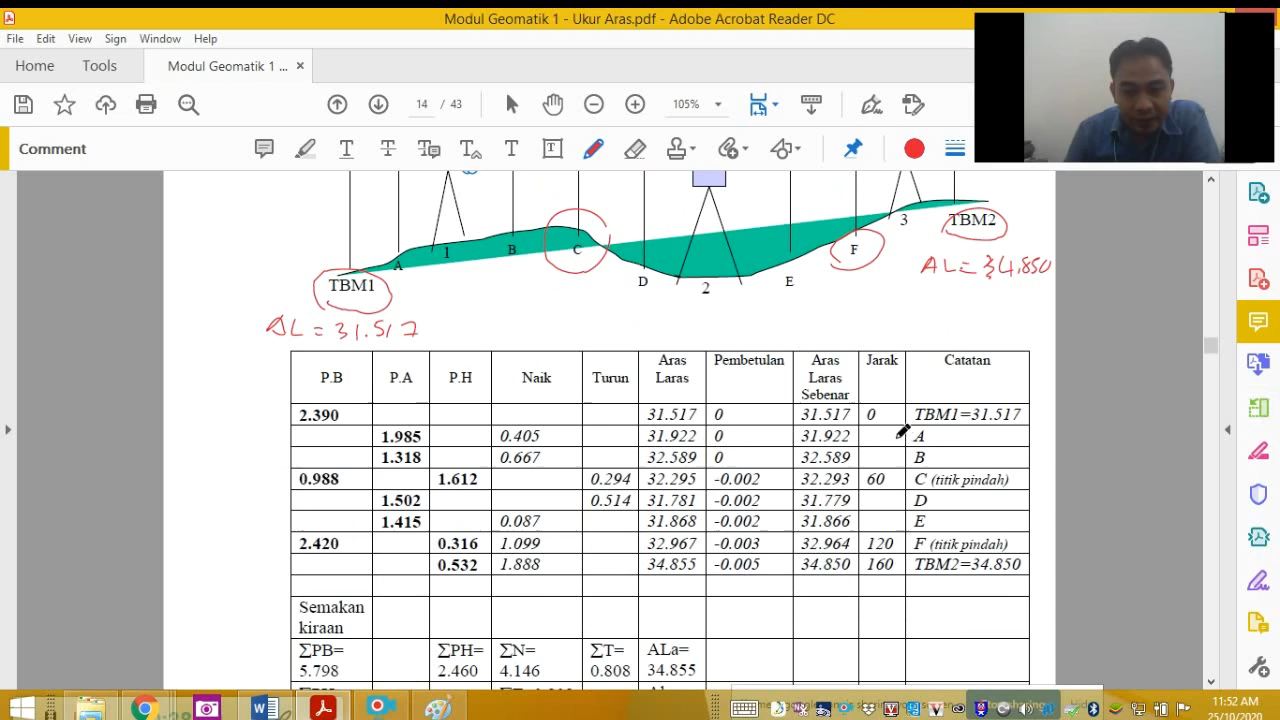 Modul Geomatik 1 - Ukur Aras.pdf - Adobe Acrobat Reader DC
File Edit View Sign Window Help
Home Tools Modul Geomatik 1 ... ×
14 / 43 105%
Comment
TBM1 A 1 B C D 2 E F 3 TBM2
AL = 34.850
AL = 31.517
P.B P.A P.H Naik Turun Aras Laras Pembetulan Aras Laras Sebenar Jarak Catatan
2.390 31.517 0 31.517 0 TBM1=31.517
1.985 0.405 31.922 0 31.922 A
1.318 0.667 32.589 0 32.589 B
0.988 1.612 0.294 32.295 -0.002 32.293 60 C (titik pindah)
1.502 0.514 31.781 -0.002 31.779 D
1.415 0.087 31.868 -0.002 31.866 E
2.420 0.316 1.099 32.967 -0.003 32.964 120 F (titik pindah)
0.532 1.888 34.855 -0.005 34.850 160 TBM2=34.850
Semakan
kiraan
∑PB= ∑PH= ∑N= ∑T= ALa=
5.798 2.460 4.146 0.808 34.855
11:52 AM
25/10/2020